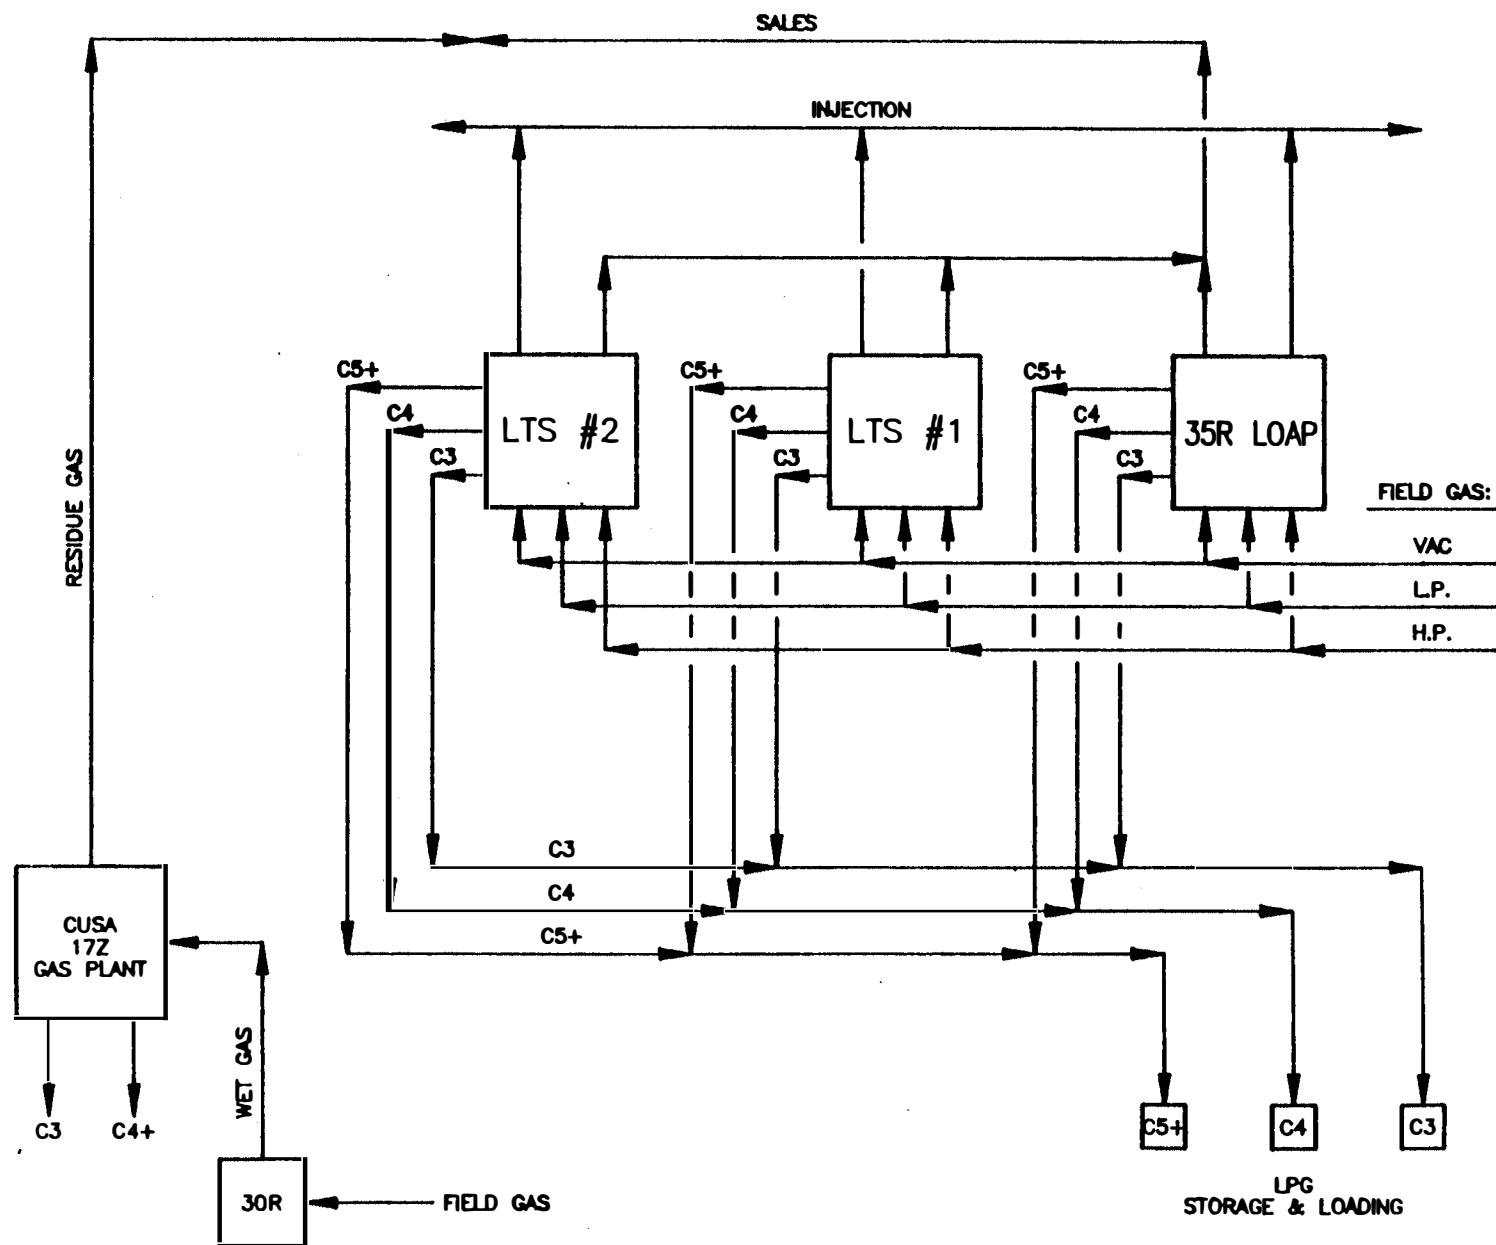 SALES
INJECTION
C5+
C5+
C5+
C4
C4
C4
LTS #2
LTS #1
35R LOAP
C3
C3
C3
FIELD GAS:
RESIDUE GAS
VAC
L.P.
H.P.
C3
C4
C5+
CUSA
17Z
GAS PLANT
WET GAS
C3
C4+
C5+
C4
C3
LPG
STORAGE & LOADING
30R
FIELD GAS